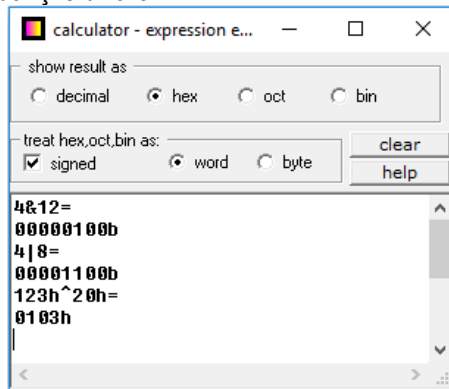 calculator - expression e...
show result as
decimal hex oct bin
treat hex,oct,bin as:
signed word byte
clear
help
4&12=
00000100b
4|8=
00001100b
123h^20h=
0103h